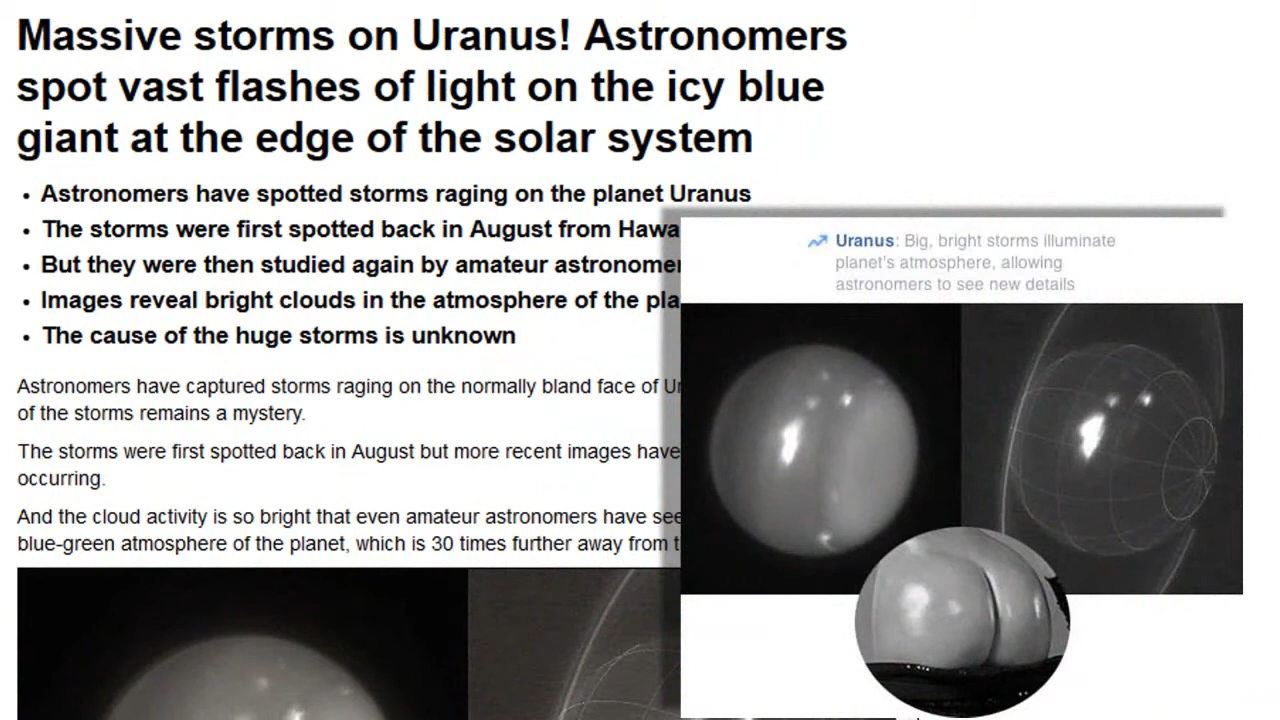 Massive storms on Uranus! Astronomers
spot vast flashes of light on the icy blue
giant at the edge of the solar system
Astronomers have spotted storms raging on the planet Uranus
The storms were first spotted back in August from
But they were then studied again by amateur
Images reveal bright clouds in the atmosphere of the
The cause of the huge storms is unknown
Astronomers have captured storms raging on the normally bland face of
of the storms remains a mystery.
The storms were first spotted back in August but more recent images have
occurring.
And the cloud activity is so bright that even amateur astronomers have
blue-green atmosphere of the planet, which is 30 times further away from
Uranus: Big, bright storms illuminate
planet's atmosphere, allowing
astronomers to see new details